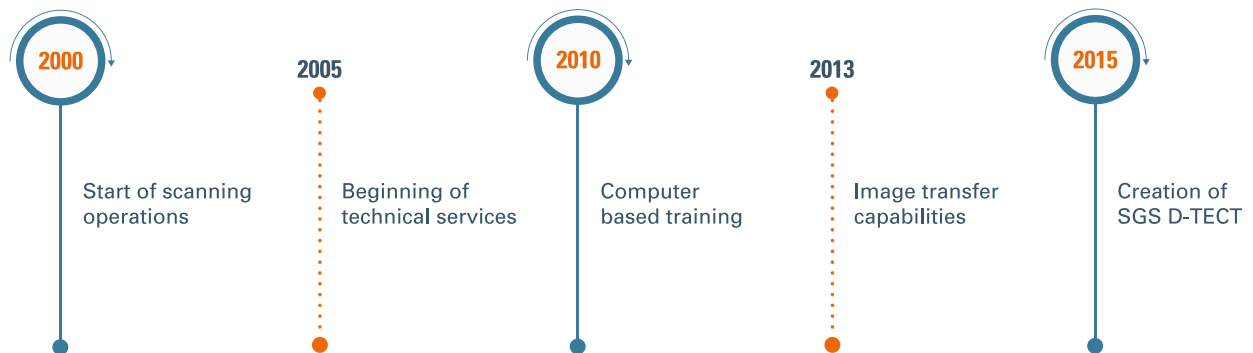 2000
Start of scanning
operations
2005
Beginning of
technical services
2010
Computer
based training
2013
Image transfer
capabilities
2015
Creation of
SGS D-TECT